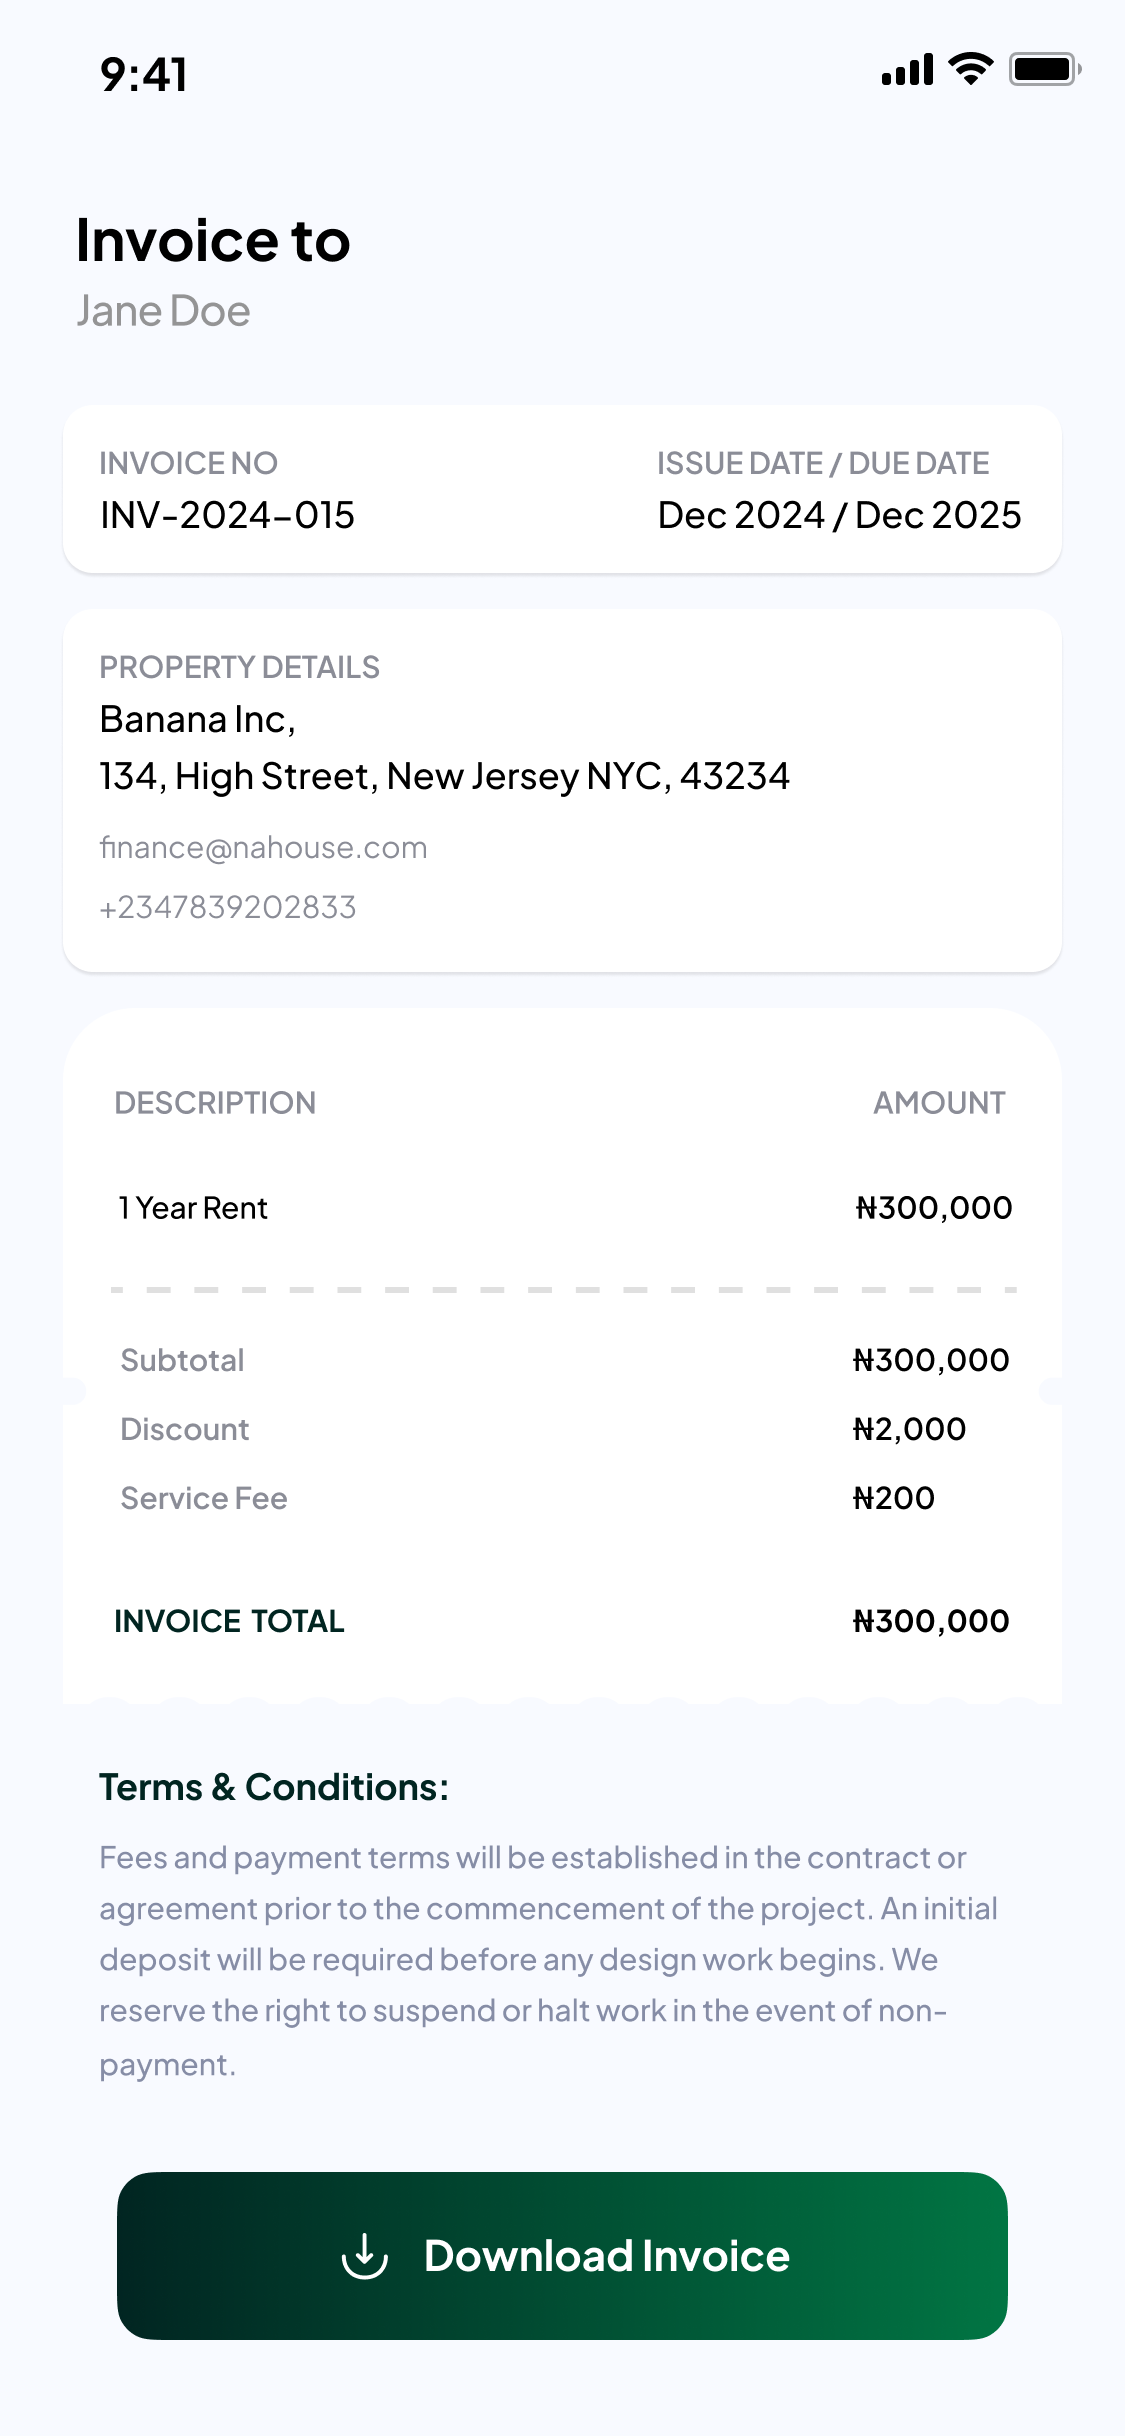 9:41
Invoice to
Jane Doe
INVOICE NO
INV-2024-015
ISSUE DATE / DUE DATE
Dec 2024 / Dec 2025
PROPERTY DETAILS
Banana Inc,
134, High Street, New Jersey NYC, 43234
finance@nahouse.com
+2347839202833
DESCRIPTION AMOUNT
1 Year Rent ₦300,000
Subtotal ₦300,000
Discount ₦2,000
Service Fee ₦200
INVOICE TOTAL ₦300,000
Terms & Conditions:
Fees and payment terms will be established in the contract or
agreement prior to the commencement of the project. An initial
deposit will be required before any design work begins. We
reserve the right to suspend or halt work in the event of non-
payment.
Download Invoice